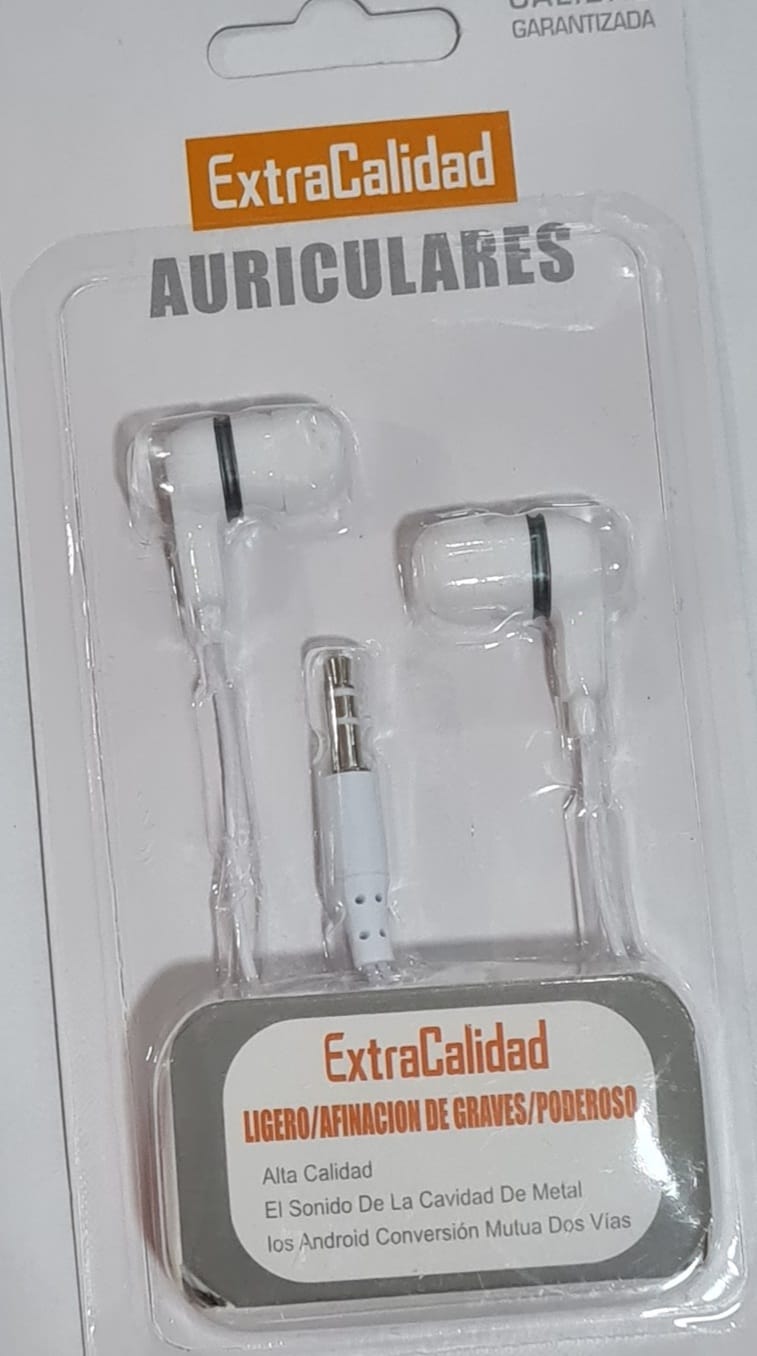 GARANTIZADA
ExtraCalidad
AURICULARES
ExtraCalidad
LIGERO/AFINACION DE GRAVES/PODEROSO
Alta Calidad
El Sonido De La Cavidad De Metal
Ios Android Conversión Mutua Dos Vías